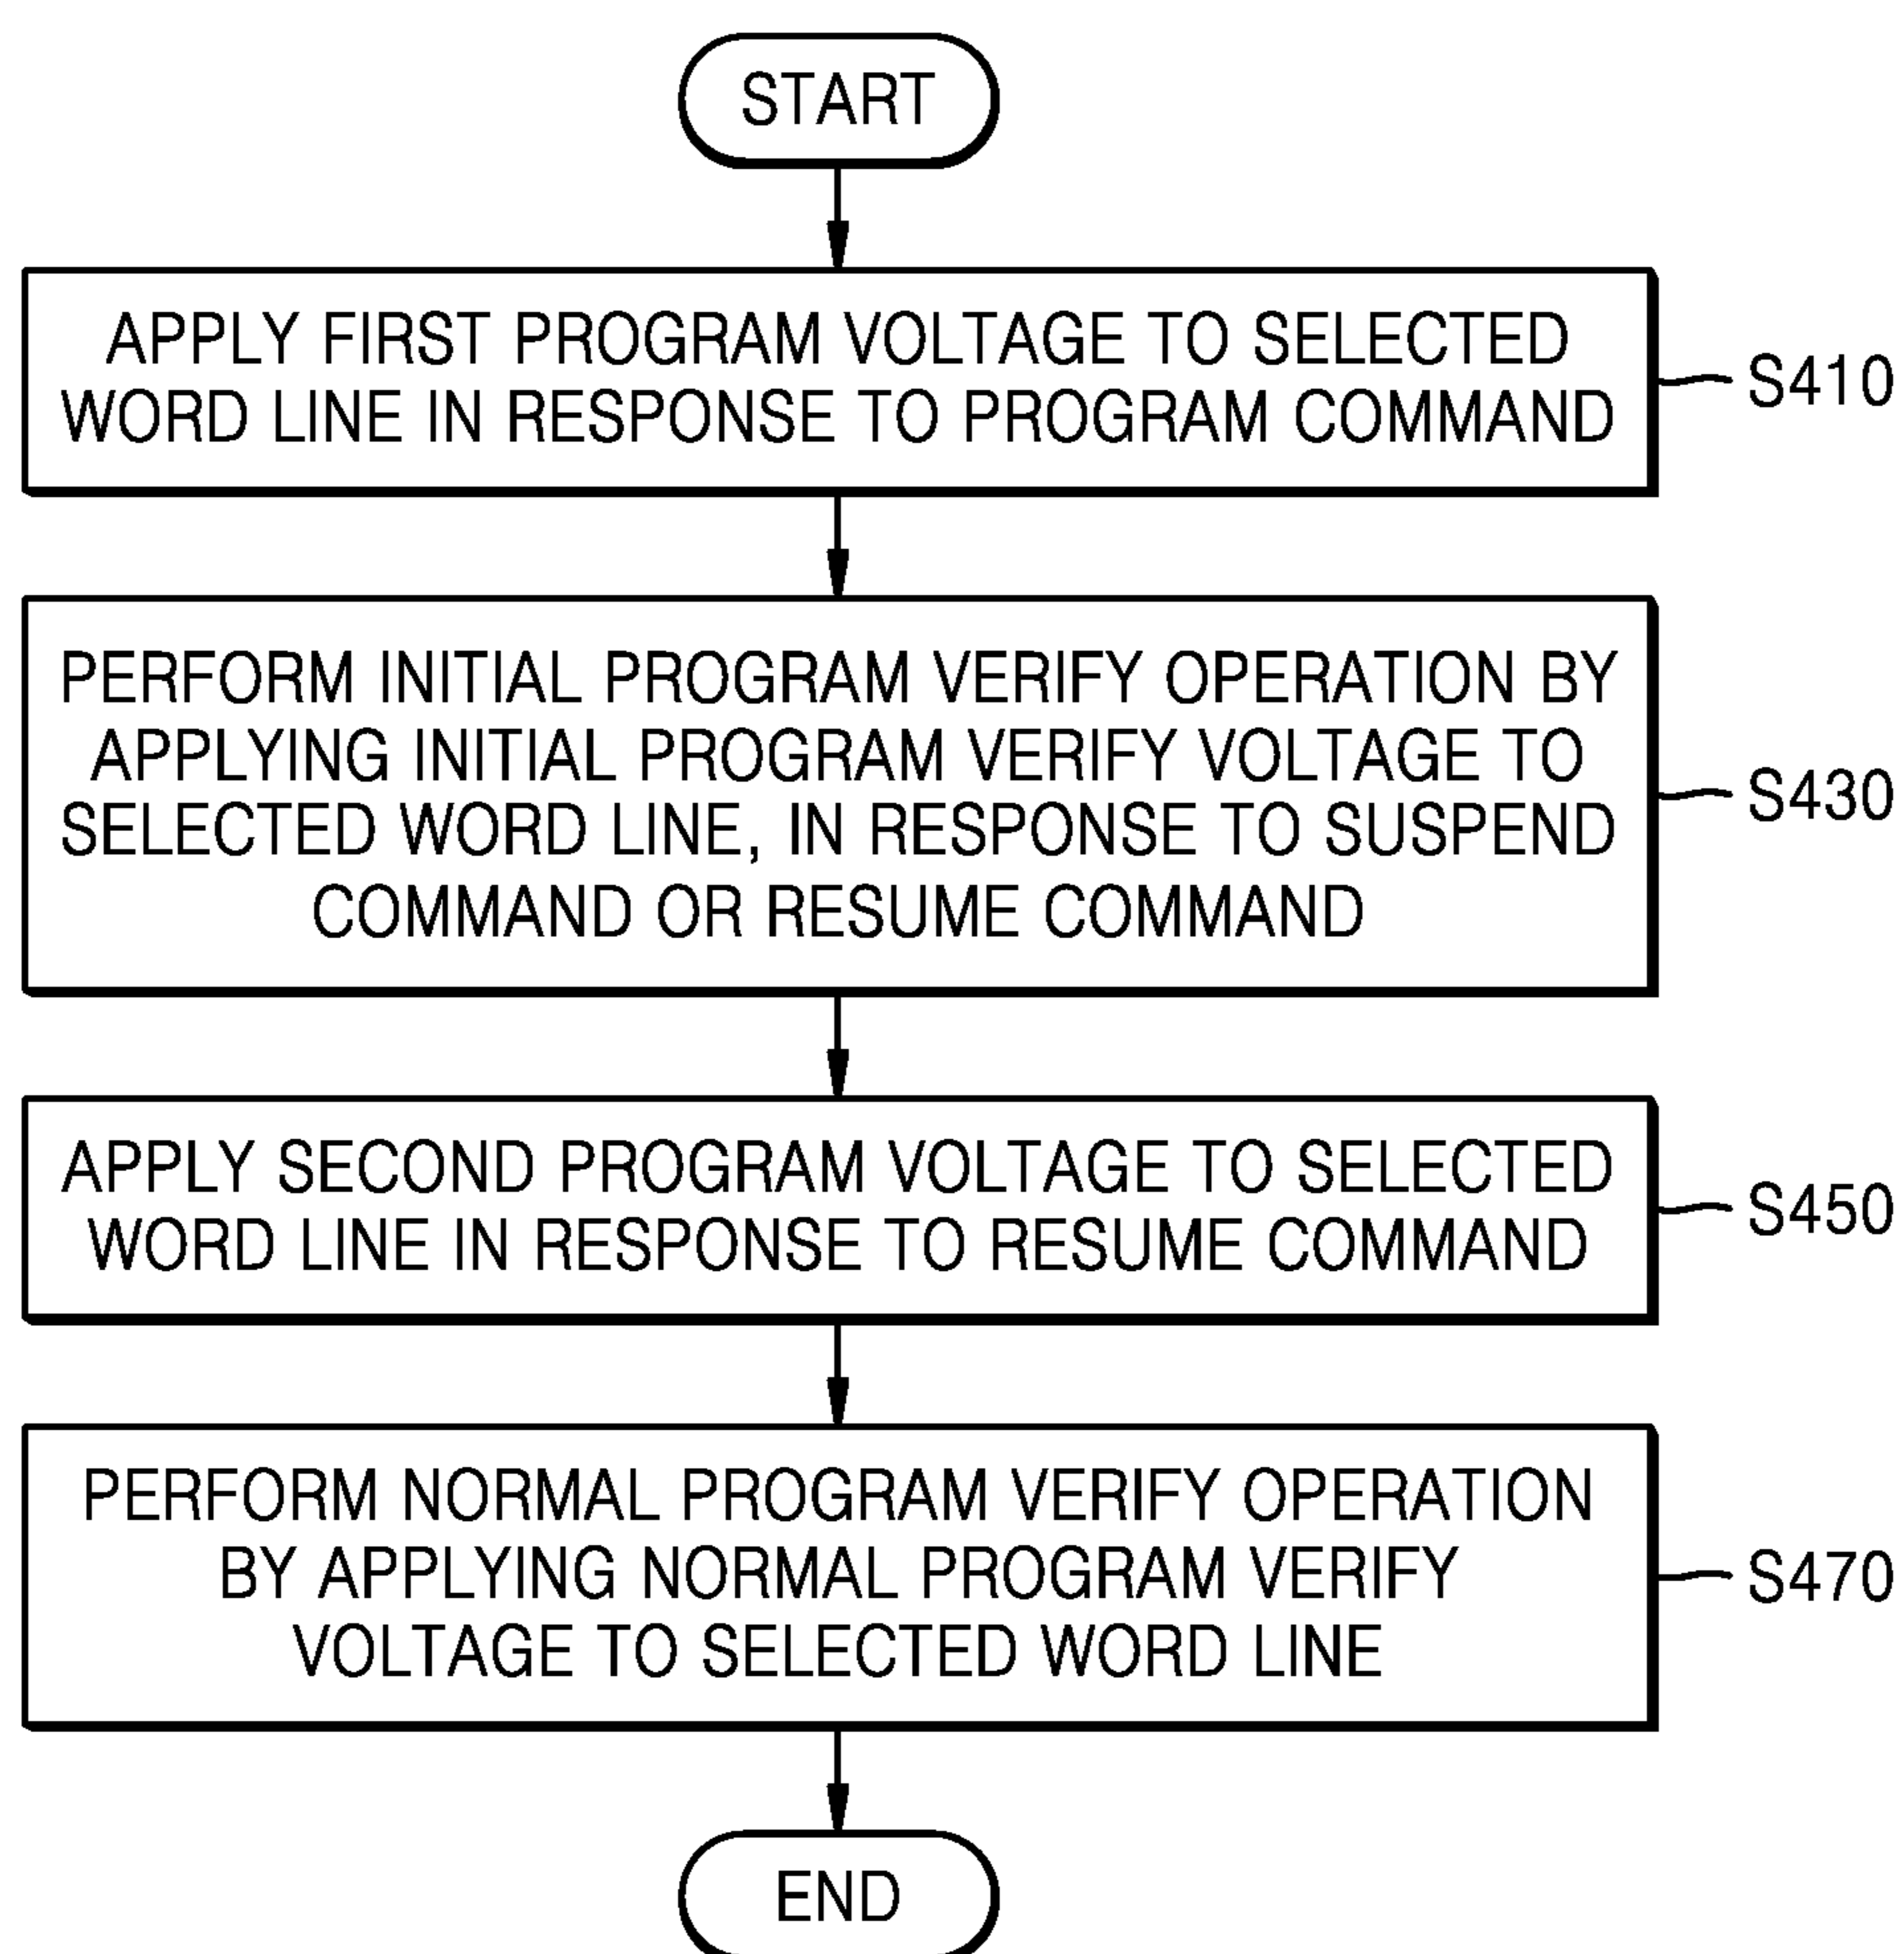 START
APPLY FIRST PROGRAM VOLTAGE TO SELECTED
WORD LINE IN RESPONSE TO PROGRAM COMMAND
S410
PERFORM INITIAL PROGRAM VERIFY OPERATION BY
APPLYING INITIAL PROGRAM VERIFY VOLTAGE TO
SELECTED WORD LINE, IN RESPONSE TO SUSPEND
COMMAND OR RESUME COMMAND
S430
APPLY SECOND PROGRAM VOLTAGE TO SELECTED
WORD LINE IN RESPONSE TO RESUME COMMAND
S450
PERFORM NORMAL PROGRAM VERIFY OPERATION
BY APPLYING NORMAL PROGRAM VERIFY
VOLTAGE TO SELECTED WORD LINE
S470
END